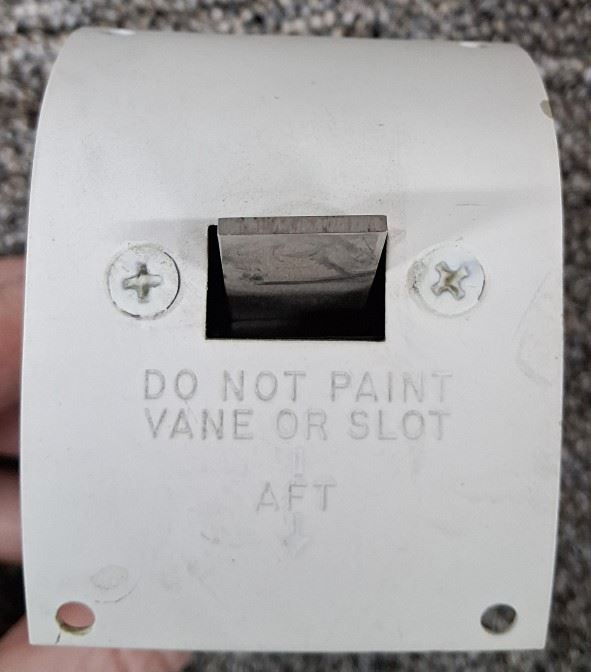 DO NOT PAINT
VANE OR SLOT
AFT